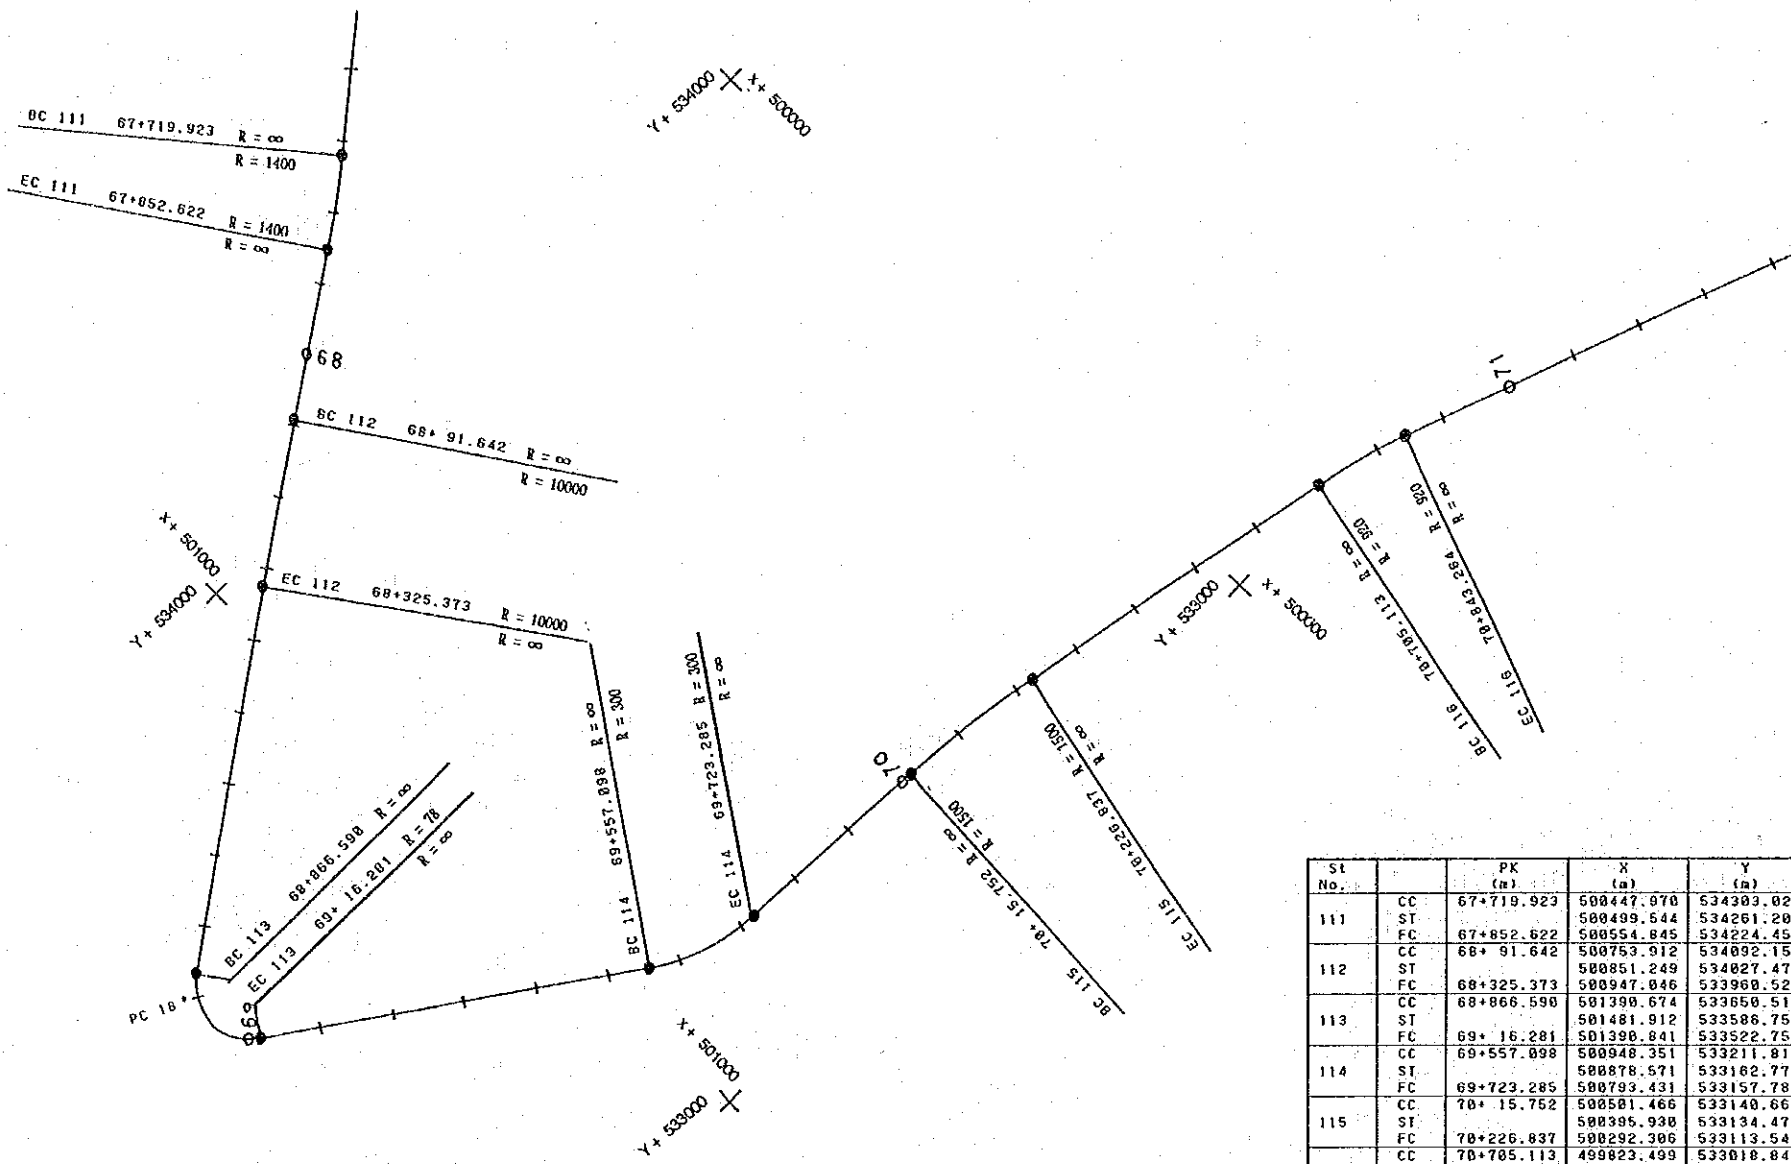 Y + 534000 X + 500000
BC 111 67+719.923 R = ∞
R = 1400
EC 111 67+852.622 R = 1400
R = ∞
68
BC 112 68+ 91.642 R = ∞
R = 10000
X + 501000
Y + 534000
EC 112 68+325.373 R = 10000
R = ∞
BC 113 68+866.590 R = ∞
EC 113 69+ 16.281 R = 78
R = ∞
PC 18
69
BC 114 69+557.098 R = ∞
R = 300
EC 114 69+723.285 R = 300
R = ∞
X + 501000
Y + 533000
70
BC 115 70+ 15.752 R = 1500
R = ∞
EC 115 70+226.837 R = 1500
R = ∞
Y + 533000 X + 500000
BC 116 70+705.113 R = ∞
R = 920
EC 116 70+843.264 R = 920
R = ∞
71
St No. PK (m) X (m) Y (m)
111 CC 67+719.923 500447.970 534303.02
ST 500499.544 534261.20
FC 67+852.622 500554.845 534224.45
112 CC 68+ 91.642 500753.912 534092.15
ST 500851.249 534027.47
FC 68+325.373 500947.046 533960.52
113 CC 68+866.590 501390.674 533650.51
ST 501481.912 533586.75
FC 69+ 16.281 501390.841 533522.75
114 CC 69+557.098 500948.351 533211.81
ST 500878.571 533162.77
FC 69+723.285 500793.431 533157.78
115 CC 70+ 15.752 500501.466 533140.66
ST 500395.930 533134.47
FC 70+226.837 500292.306 533113.54
CC 70+705.113 499823.499 533018.84